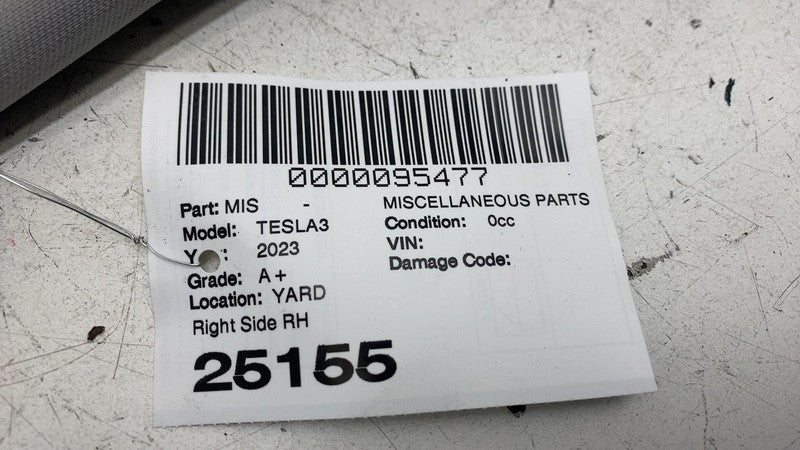 0000095477
Part: MIS - MISCELLANEOUS PARTS
Model: TESLA3 Condition: 0cc
2023 VIN:
Grade: A+ Damage Code:
Location: YARD
Right Side RH
25155